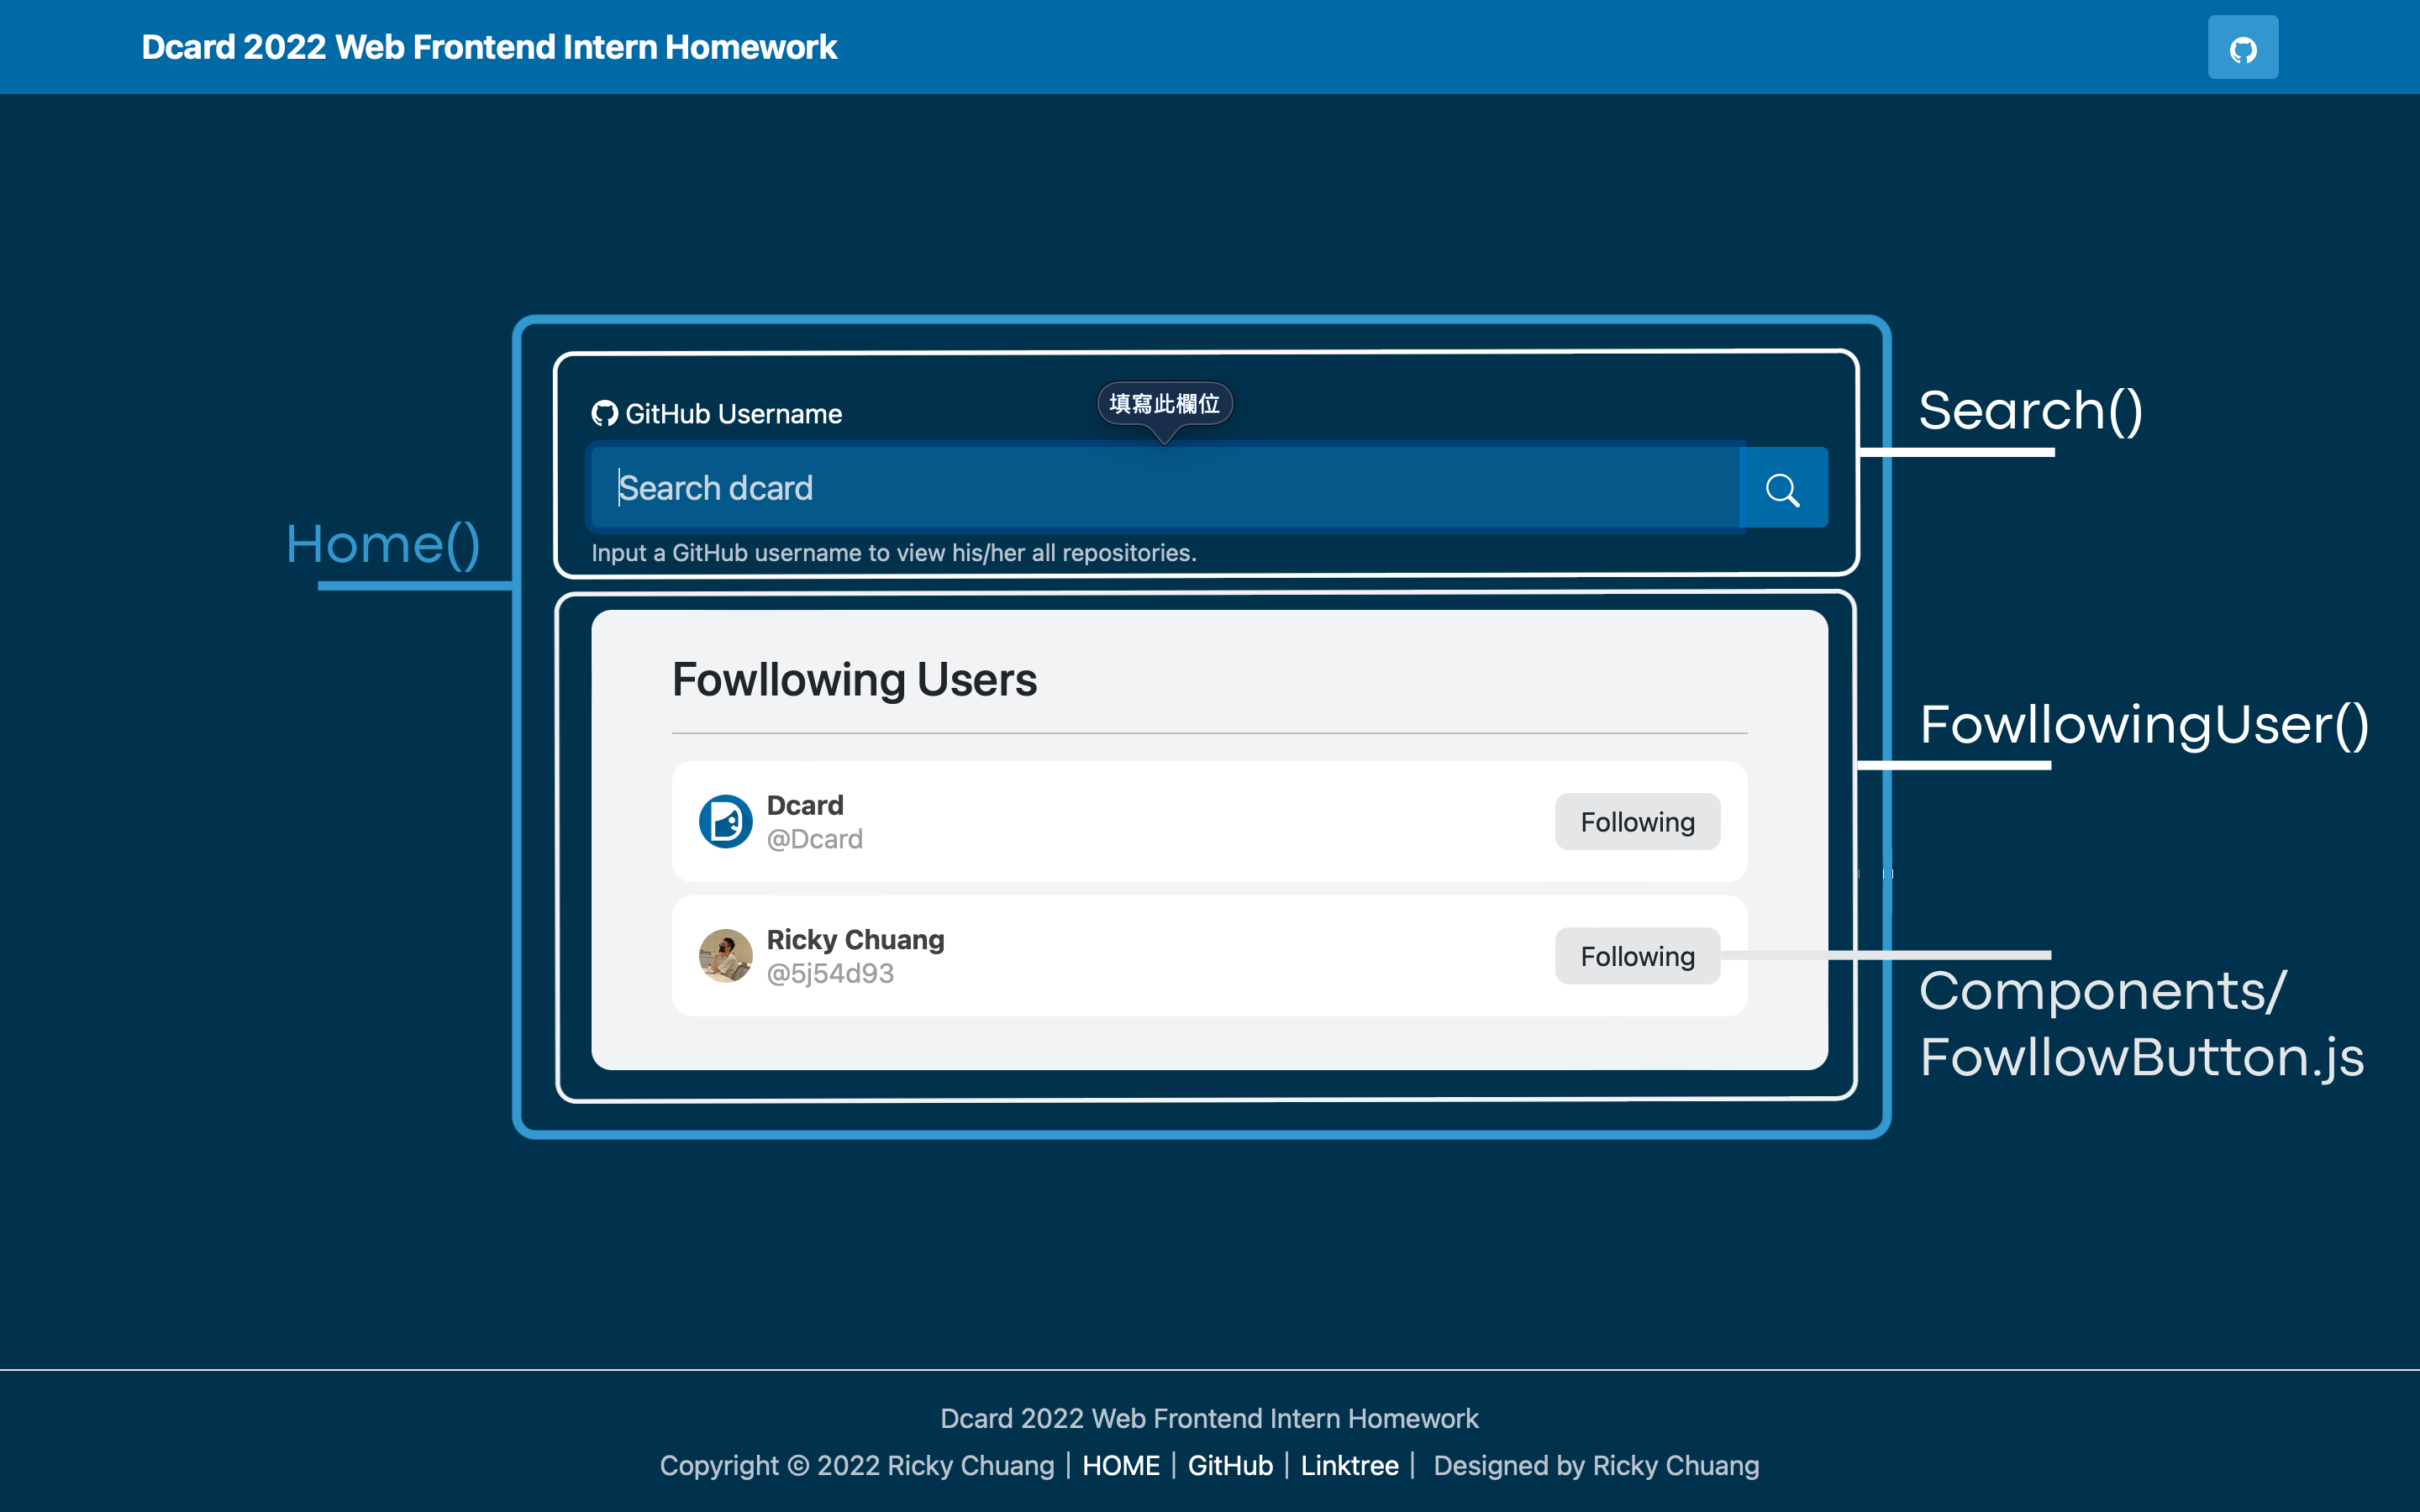 Dcard 2022 Web Frontend Intern Homework
Search()
GitHub Username
填寫此欄位
Search dcard
Home()
Input a GitHub username to view his/her all repositories.
Fowllowing Users
FowllowingUser()
Dcard
@Dcard
Following
Ricky Chuang
@5j54d93
Following
Components/
FowllowButton.js
Dcard 2022 Web Frontend Intern Homework
Copyright © 2022 Ricky Chuang | HOME | GitHub | Linktree | Designed by Ricky Chuang